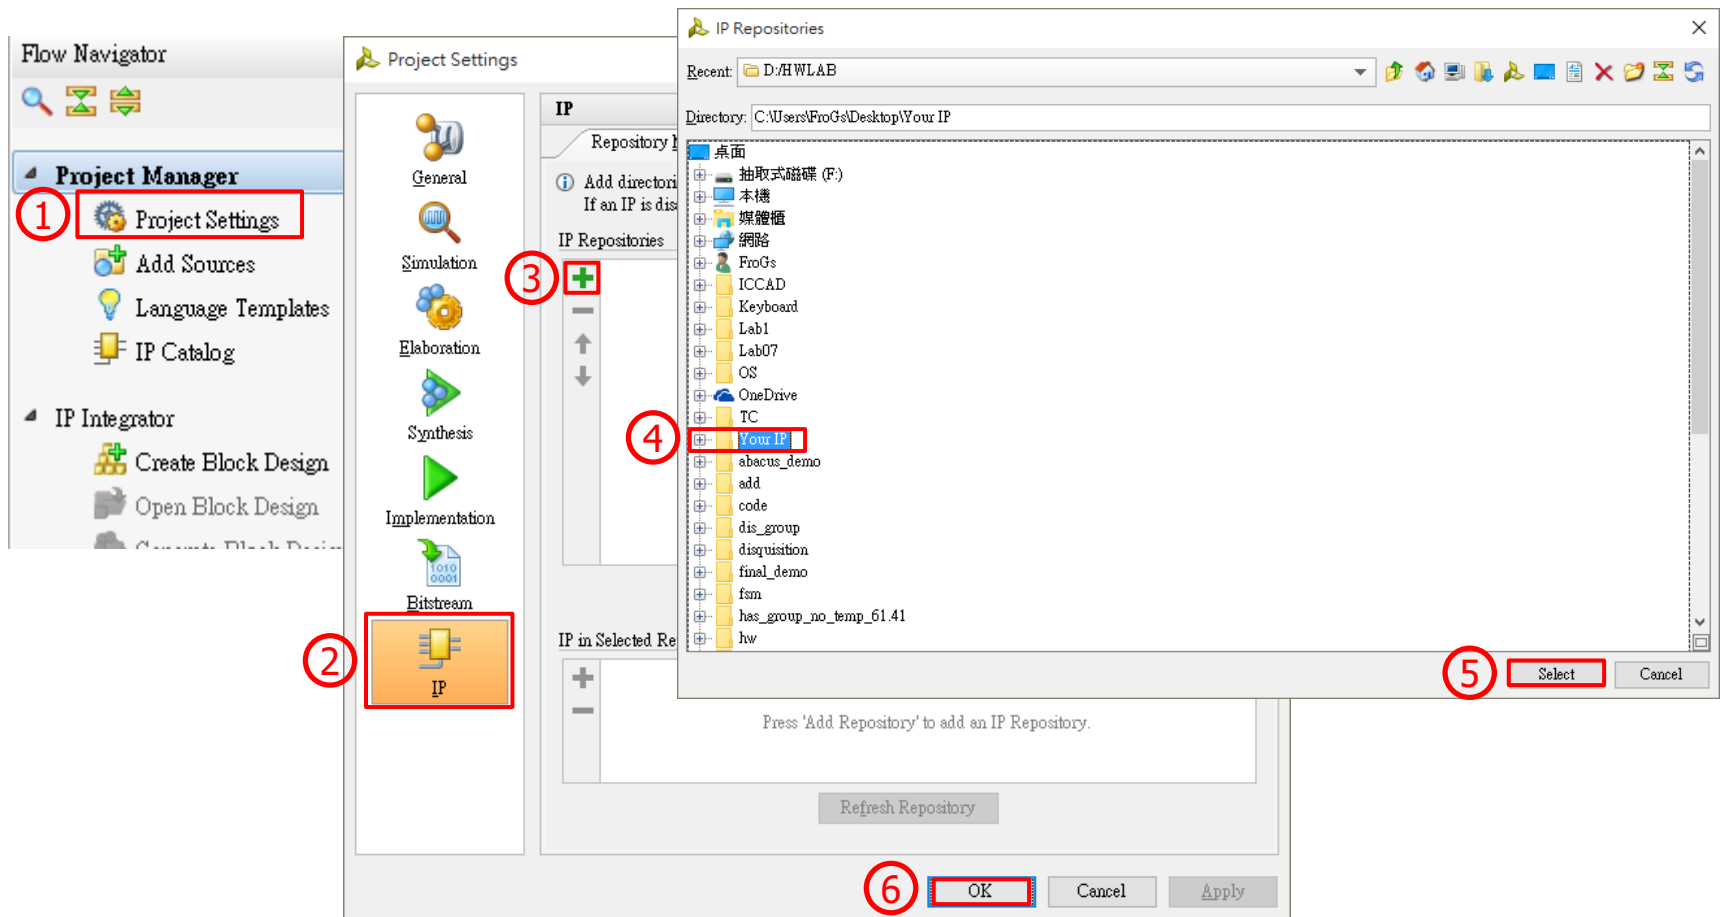 Flow Navigator
Project Manager
1
Project Settings
Add Sources
Language Templates
IP Catalog
IP Integrator
Create Block Design
Open Block Design
Project Settings
General
Simulation
Elaboration
Synthesis
Implementation
1010
0001
Bitstream
2
IP
IP
Repository
Add directori
If an IP is dis
IP Repositories
3
IP in Selected Re
Press 'Add Repository' to add an IP Repository.
Refresh Repository
6
OK
Cancel
Apply
IP Repositories
Recent: D:/HWLAB
Directory: C:\Users\FroGs\Desktop\Your IP
桌面
抽取式磁碟 (F:)
本機
媒體櫃
網路
FroGs
ICCAD
Keyboard
Lab1
Lab07
OS
OneDrive
TC
4
Your IP
abacus_demo
add
code
dis_group
disquisition
final_demo
fsm
has_group_no_temp_61.41
hw
5
Select
Cancel